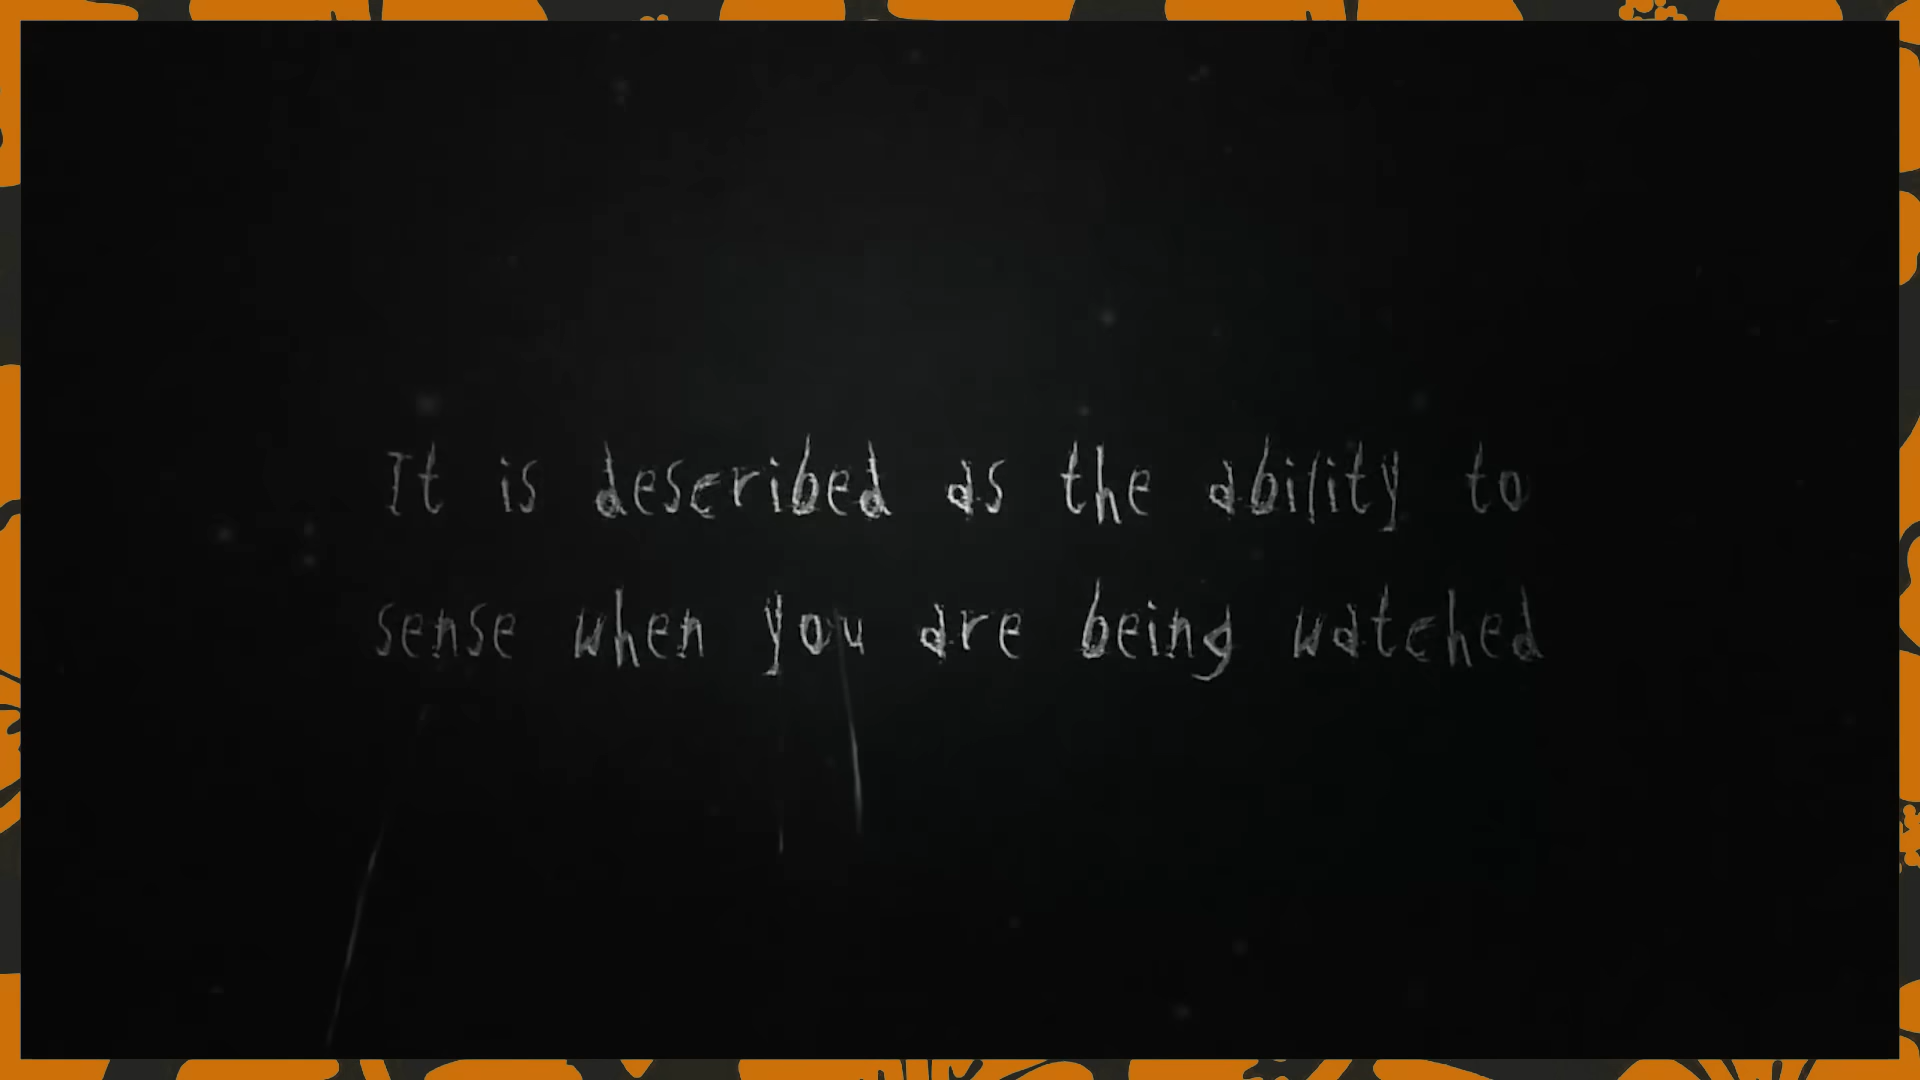 It is described as the ability to
sense when you are being watched